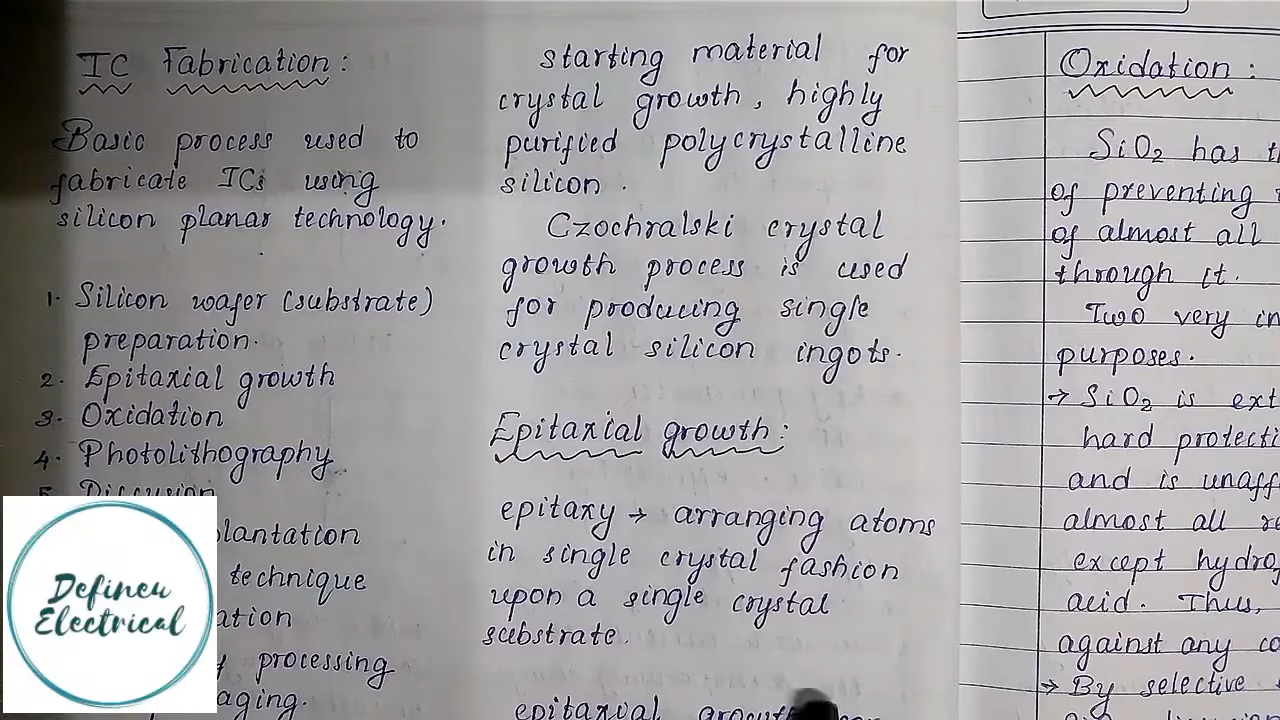 IC Fabrication :
Basic process used to
fabricate ICs using
silicon planar technology.
1. Silicon wafer (substrate)
preparation.
2. Epitaxial growth
3. Oxidation
4. Photolithography
5.
plantation
technique
ation
processing
aging.
starting material for
crystal growth, highly
purified polycrystalline
silicon.
Czochralski crystal
growth process is used
for producing single
crystal silicon ingots.
Epitaxial growth:
epitaxy → arranging atoms
in single crystal fashion
upon a single crystal
substrate.
epitaxial growth
Oxidation :
SiO₂ has
of preventing
of almost all
through it.
Two very
purposes.
→ SiO₂ is
hard
and is
almost all
except
acid. Thus,
against any
→ By selective
Defineu
Electrical